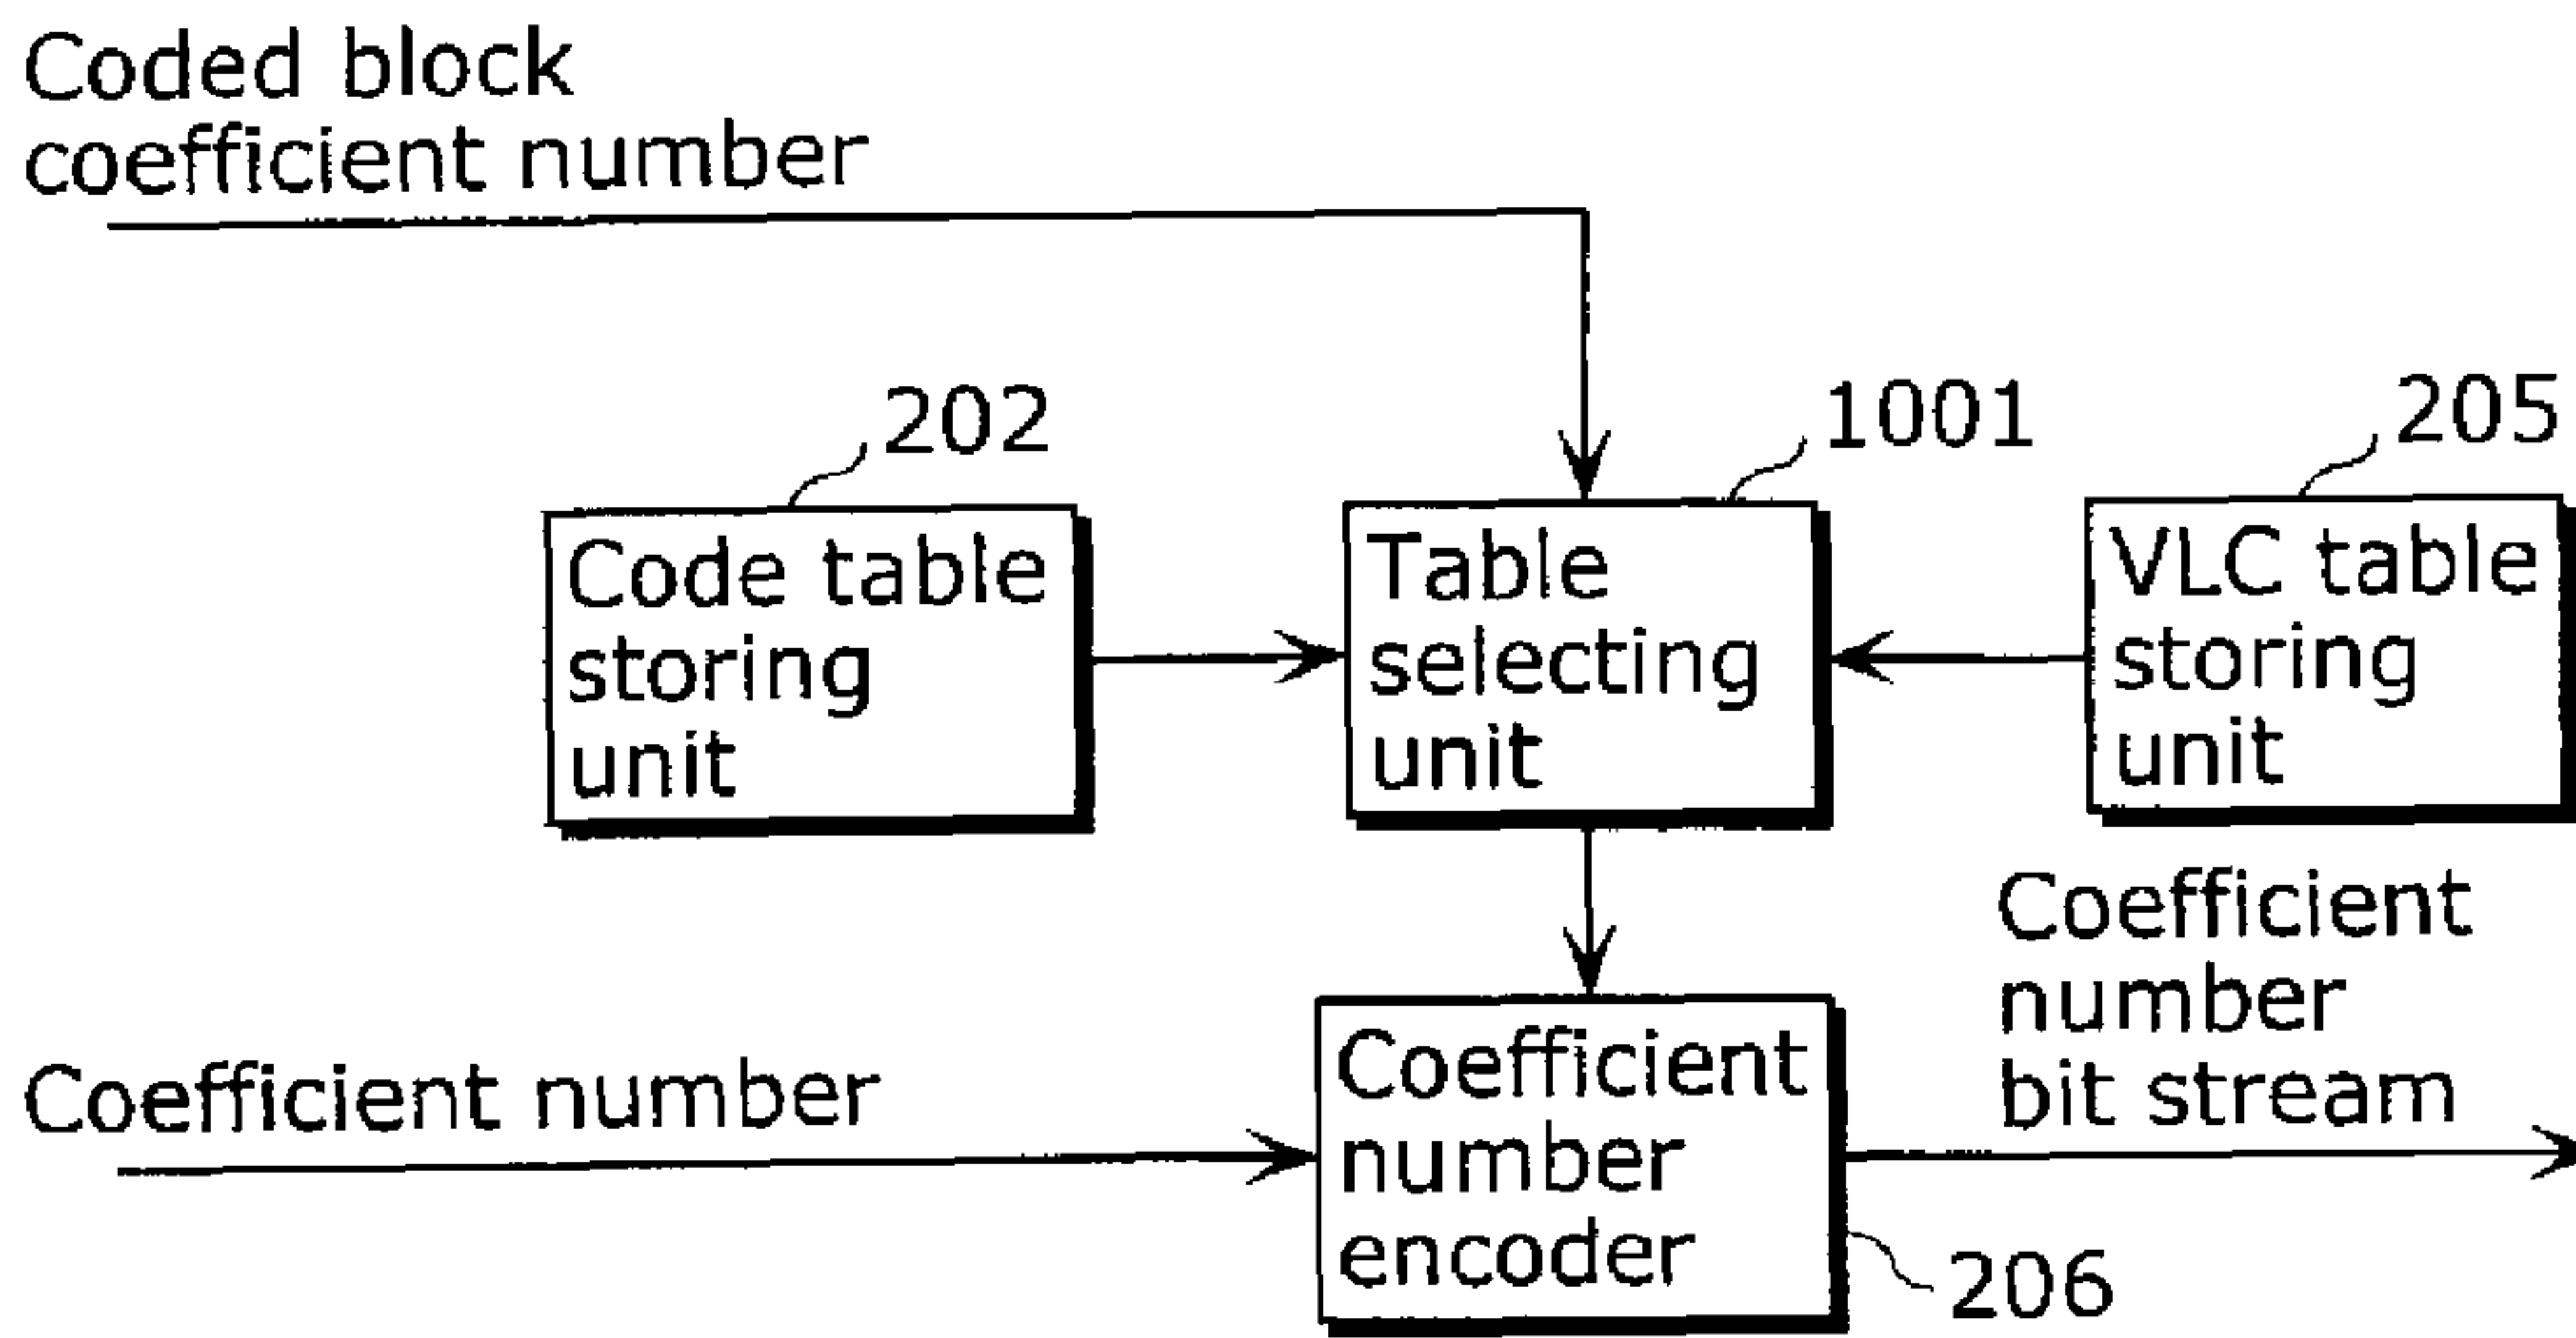 Coded block
coefficient number
202
1001
205
Code table
storing
unit
Table
selecting
unit
VLC table
storing
unit
Coefficient
number
bit stream
Coefficient number
Coefficient
number
encoder
206